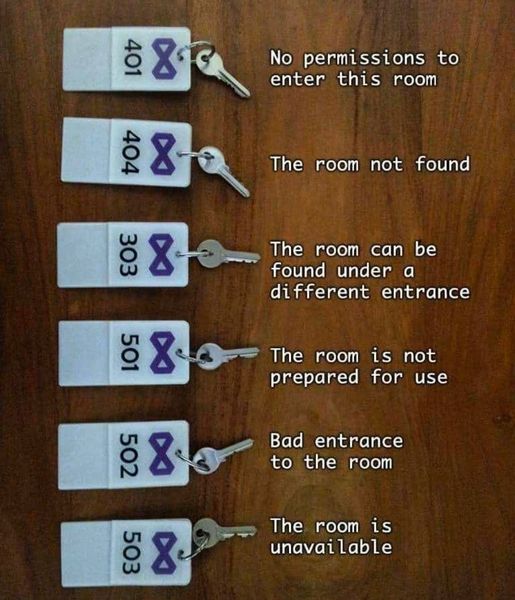 401
No permissions to
enter this room
404
The room not found
303
The room can be
found under a
different entrance
501
The room is not
prepared for use
502
Bad entrance
to the room
503
The room is
unavailable